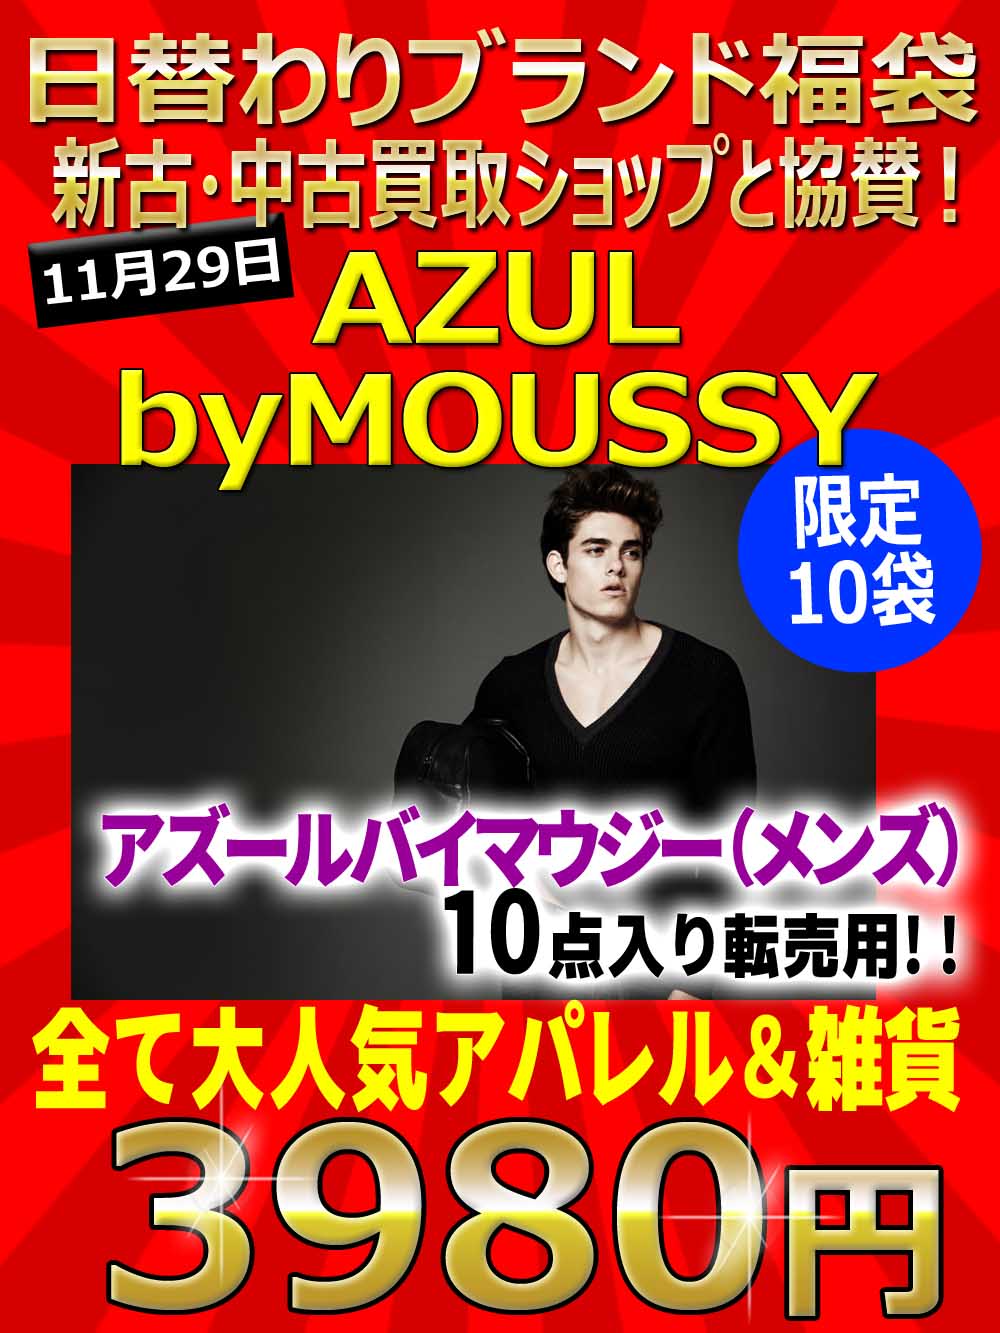 日替わりブランド福袋
新古・中古買取ショップと協賛！
11月29日
AZUL
byMOUSSY
限定
10袋
アズールバイマウジー（メンズ）
10点入り転売用！！
全て大人気アパレル＆雑貨
3980円